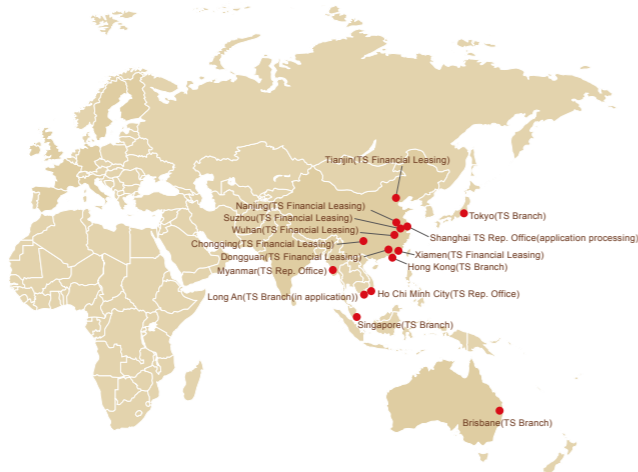 Tianjin(TS Financial Leasing)
Nanjing(TS Financial Leasing)
Suzhou(TS Financial Leasing)
Tokyo(TS Branch)
Wuhan(TS Financial Leasing)
Shanghai TS Rep. Office(application processing)
Chongqing(TS Financial Leasing)
Dongguan(TS Financial Leasing)
Xiamen(TS Financial Leasing)
Myanmar(TS Rep. Office)
Hong Kong(TS Branch)
Long An(TS Branch(in application))
Ho Chi Minh City(TS Rep. Office)
Singapore(TS Branch)
Brisbane(TS Branch)